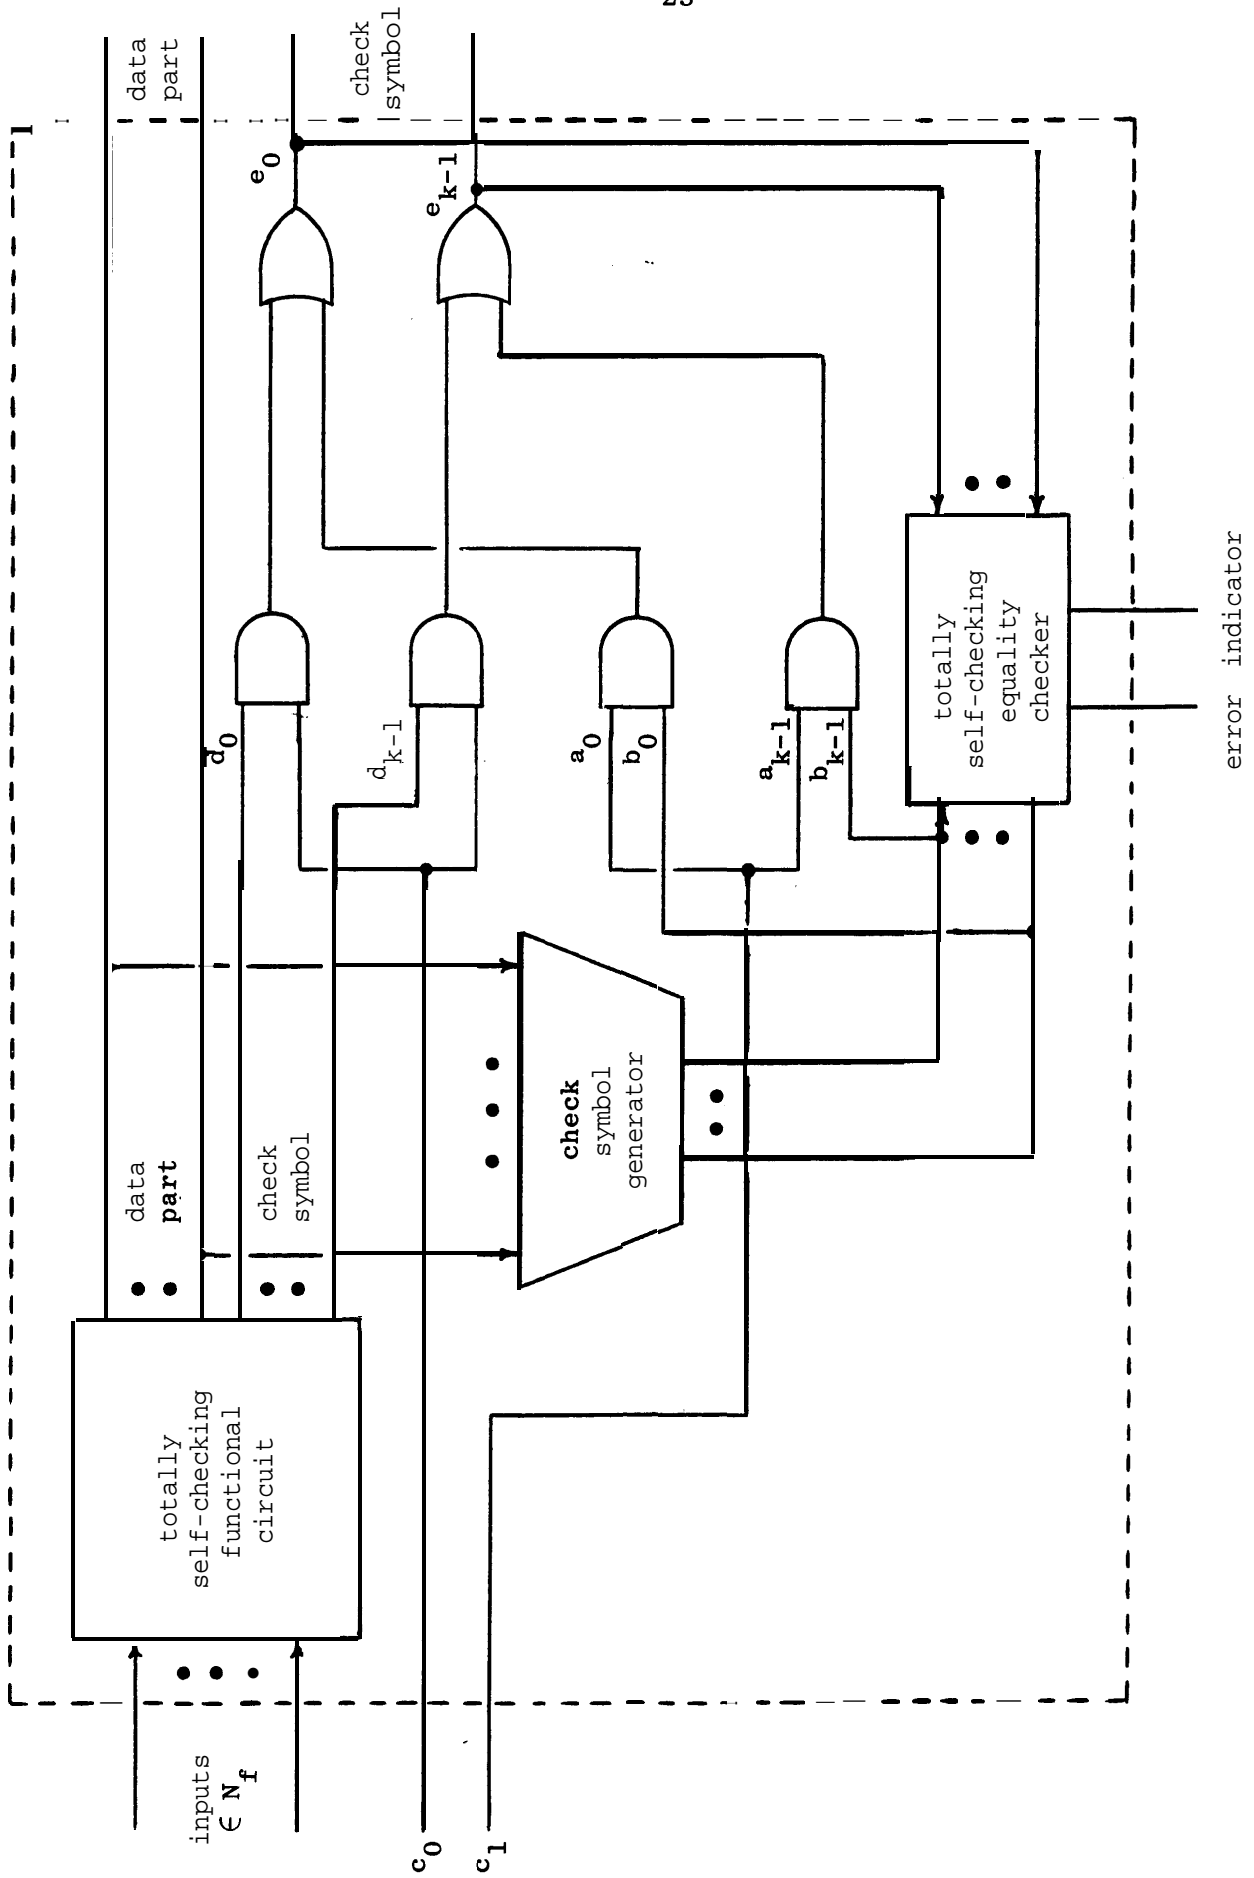 23
data
part
check
symbol
1
e0
ek-1
d0
dk-1
a0
b0
ak-1
bk-1
totally
self-checking
equality
checker
error indicator
check
symbol
generator
data
part
check
symbol
totally
self-checking
functional
circuit
inputs
∈ Nf
c0
c1